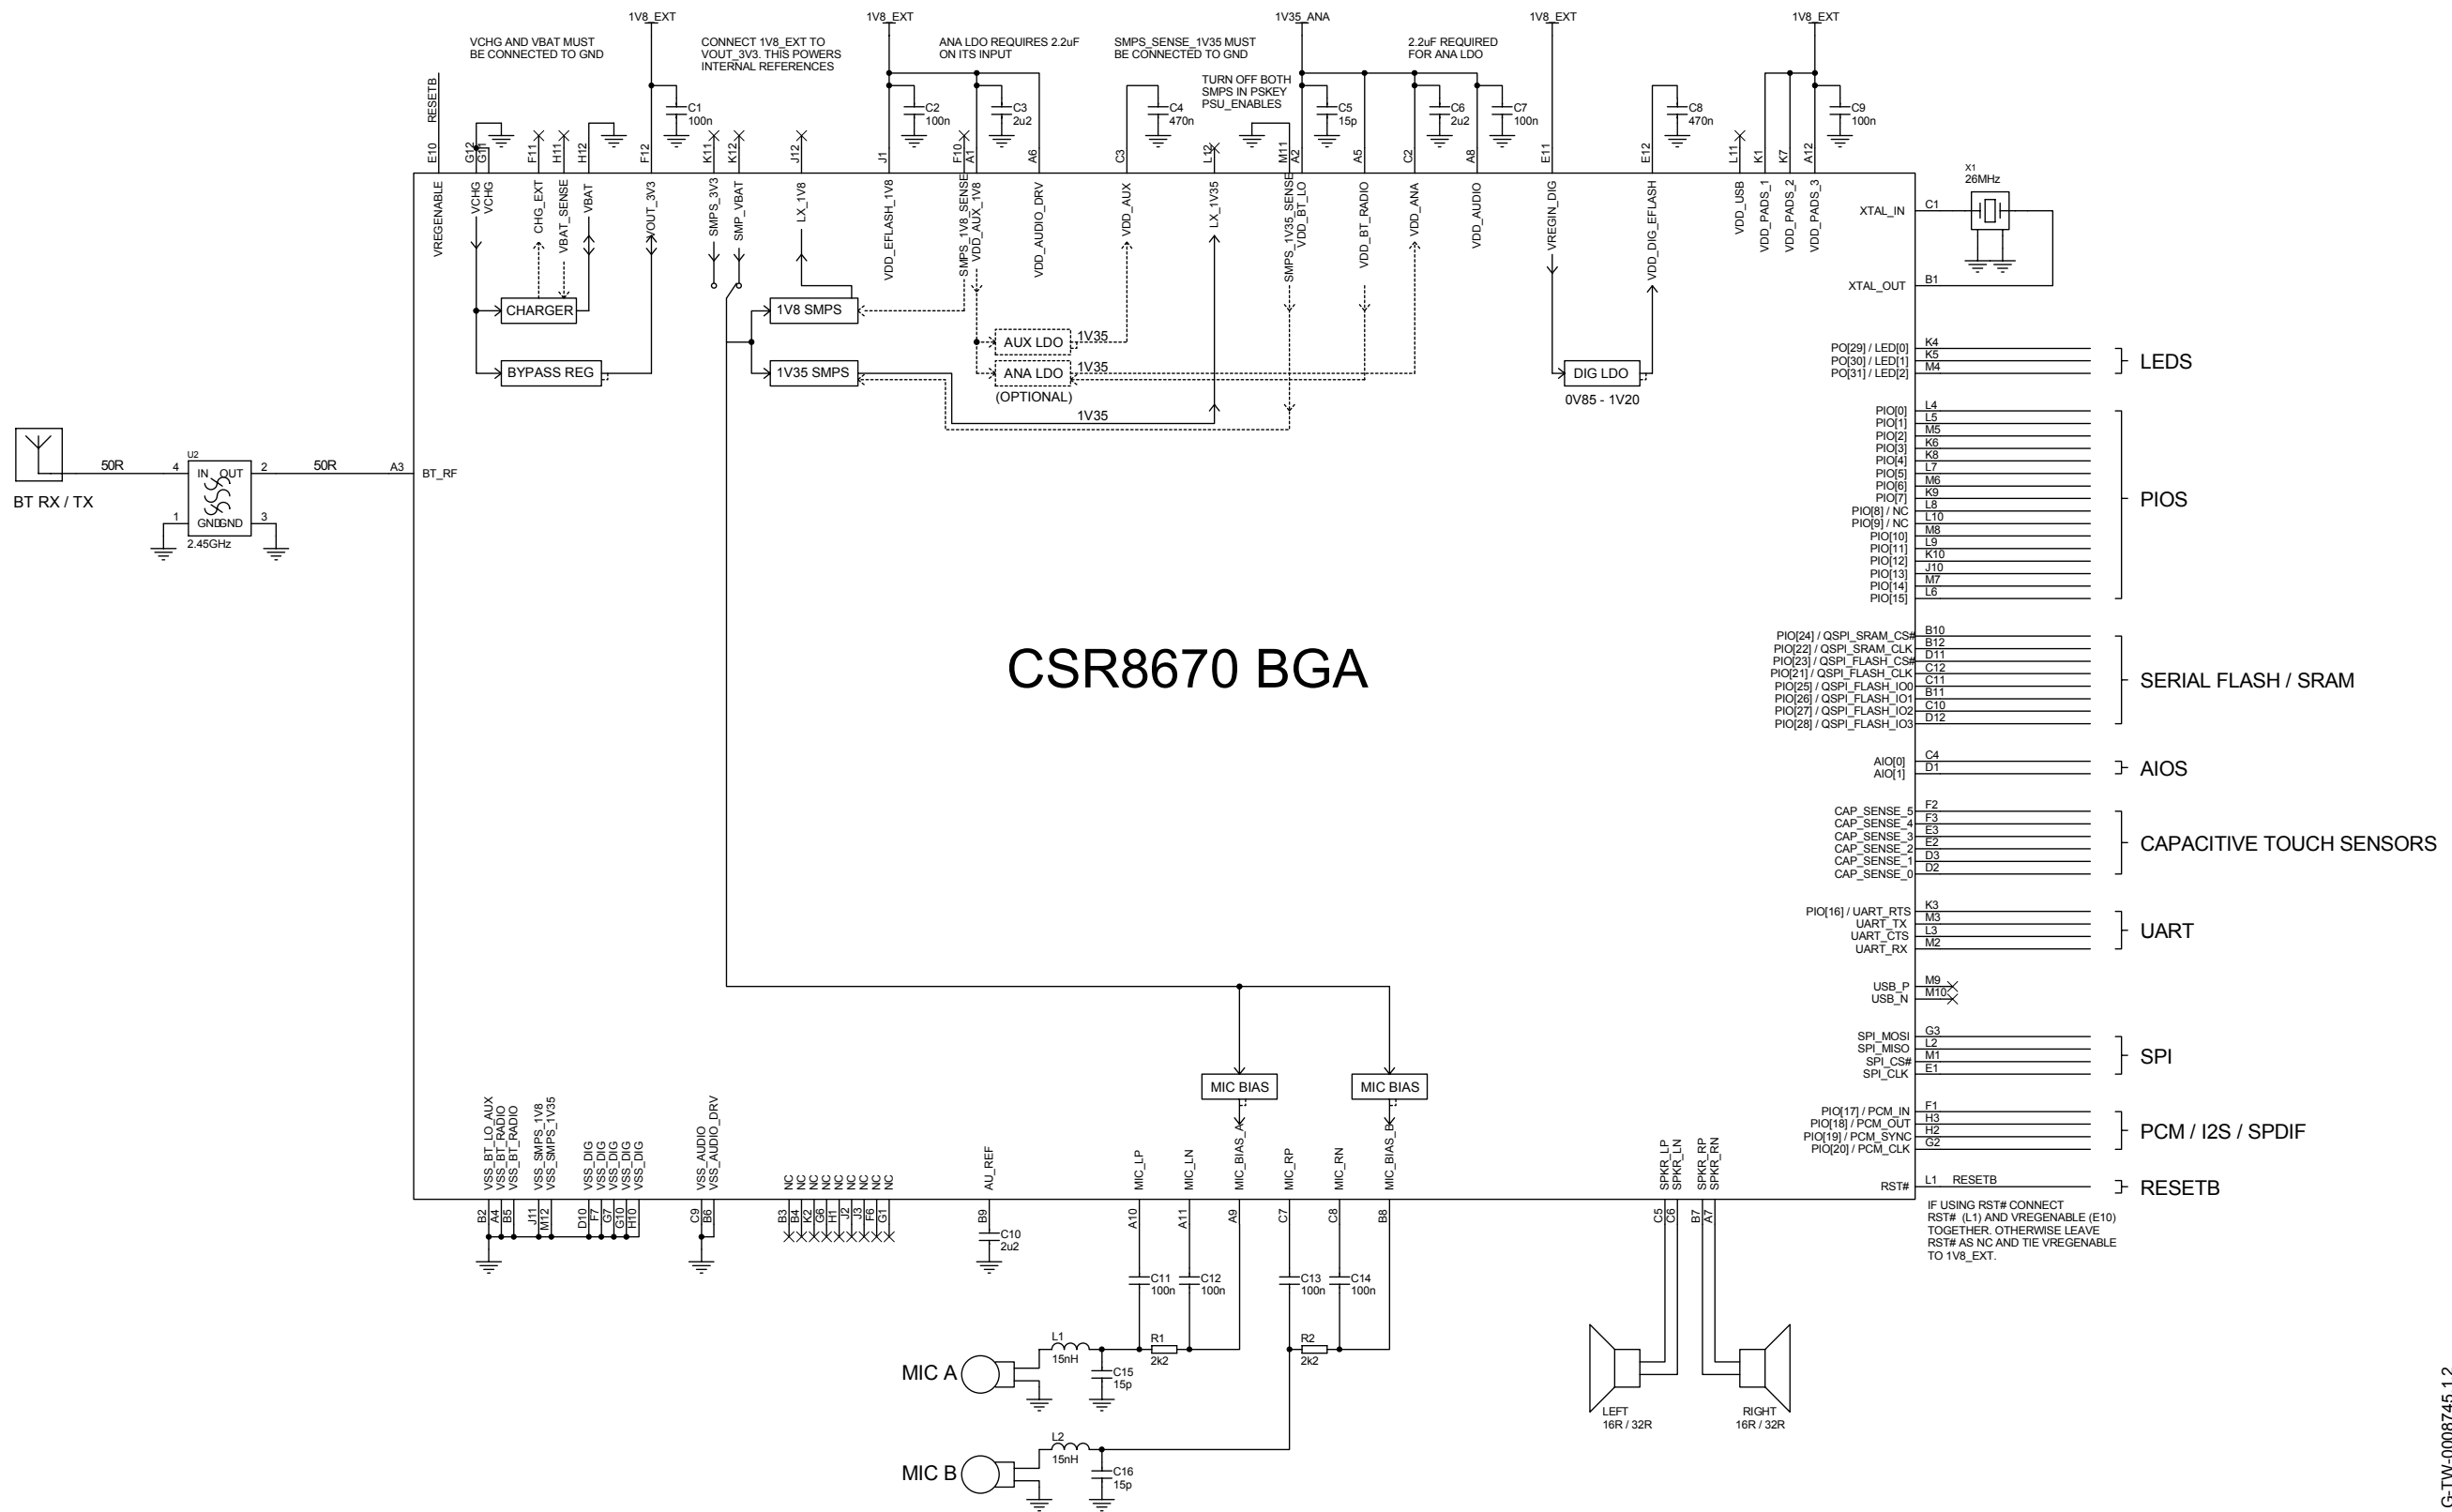 1V8_EXT
1V8_EXT
1V35_ANA
1V8_EXT
1V8_EXT
VCHG AND VBAT MUST
BE CONNECTED TO GND
CONNECT 1V8_EXT TO
VOUT_3V3. THIS POWERS
INTERNAL REFERENCES
ANA LDO REQUIRES 2.2uF
ON ITS INPUT
SMPS_SENSE_1V35 MUST
BE CONNECTED TO GND
TURN OFF BOTH
SMPS IN PSKEY
PSU_ENABLES
2.2uF REQUIRED
FOR ANA LDO
RESETB
C1
100n
C2
100n
C3
2u2
C4
470n
C5
15p
C6
2u2
C7
100n
C8
470n
C9
100n
E10
G12
G11
F11
H11
H12
F12
K11
K12
J12
J1
F10
A1
A6
C3
L12
M11
A2
A5
C2
A8
E11
E12
L11
K1
K7
A12
VREGENABLE
VCHG
VCHG
CHG_EXT
VBAT_SENSE
VBAT
VOUT_3V3
SMPS_3V3
SMP_VBAT
LX_1V8
VDD_EFLASH_1V8
SMPS_1V8_SENSE
VDD_AUX_1V8
VDD_AUDIO_DRV
VDD_AUX
LX_1V35
SMPS_1V35_SENSE
VDD_BT_LO
VDD_BT_RADIO
VDD_ANA
VDD_AUDIO
VREGIN_DIG
VDD_DIG_EFLASH
VDD_USB
VDD_PADS_1
VDD_PADS_2
VDD_PADS_3
X1
26MHz
XTAL_IN C1
XTAL_OUT B1
CHARGER
BYPASS REG
1V8 SMPS
1V35 SMPS
AUX LDO
1V35
ANA LDO
1V35
(OPTIONAL)
1V35
DIG LDO
0V85 - 1V20
BT RX / TX
50R
4
U2
IN OUT
2
50R
A3
BT_RF
1
GND GND
3
2.45GHz
CSR8670 BGA
PO[29] / LED[0] K4
PO[30] / LED[1] K5
PO[31] / LED[2] M4
LEDS
PIO[0] L4
PIO[1] L5
PIO[2] M5
PIO[3] K6
PIO[4] K8
PIO[5] L7
PIO[6] M6
PIO[7] K9
PIO[8] / NC L8
PIO[9] / NC L10
PIO[10] M8
PIO[11] L9
PIO[12] K10
PIO[13] J10
PIO[14] M7
PIO[15] L6
PIOS
PIO[24] / QSPI_SRAM_CS# B10
PIO[22] / QSPI_SRAM_CLK B12
PIO[23] / QSPI_FLASH_CS# D11
PIO[21] / QSPI_FLASH_CLK C12
PIO[25] / QSPI_FLASH_IO0 C11
PIO[26] / QSPI_FLASH_IO1 B11
PIO[27] / QSPI_FLASH_IO2 C10
PIO[28] / QSPI_FLASH_IO3 D12
SERIAL FLASH / SRAM
AIO[0] C4
AIO[1] D1
AIOS
CAP_SENSE_5 F2
CAP_SENSE_4 F3
CAP_SENSE_3 E3
CAP_SENSE_2 E2
CAP_SENSE_1 D3
CAP_SENSE_0 D2
CAPACITIVE TOUCH SENSORS
PIO[16] / UART_RTS K3
UART_TX M3
UART_CTS L3
UART_RX M2
UART
USB_P M9
USB_N M10
SPI_MOSI G3
SPI_MISO L2
SPI_CS# M1
SPI_CLK E1
SPI
PIO[17] / PCM_IN F1
PIO[18] / PCM_OUT H3
PIO[19] / PCM_SYNC H2
PIO[20] / PCM_CLK G2
PCM / I2S / SPDIF
RST# L1 RESETB
RESETB
IF USING RST# CONNECT
RST# (L1) AND VREGENABLE (E10)
TOGETHER. OTHERWISE LEAVE
RST# AS NC AND TIE VREGENABLE
TO 1V8_EXT.
MIC BIAS
MIC BIAS
VSS_BT_LO_AUX
VSS_BT_RADIO
VSS_BT_RADIO
VSS_SMPS_1V8
VSS_SMPS_1V35
VSS_DIG
VSS_DIG
VSS_DIG
VSS_DIG
VSS_DIG
VSS_AUDIO
VSS_AUDIO_DRV
NC
NC
NC
NC
NC
NC
NC
NC
NC
AU_REF
MIC_LP
MIC_LN
MIC_BIAS_A
MIC_RP
MIC_RN
MIC_BIAS_B
SPKR_LP
SPKR_LN
SPKR_RP
SPKR_RN
B2
A4
B5
J11
M12
D10
F7
G7
G10
H10
C9
B6
B3
B4
K2
G6
H1
J2
J3
F6
G1
B9
A10
A11
A9
C7
C8
B8
C5
C6
B7
A7
C10
2u2
C11
100n
C12
100n
C13
100n
C14
100n
MIC A
L1
15nH
C15
15p
R1
2k2
R2
2k2
MIC B
L2
15nH
C16
15p
LEFT
16R / 32R
RIGHT
16R / 32R
G-TW-0008745.1.2